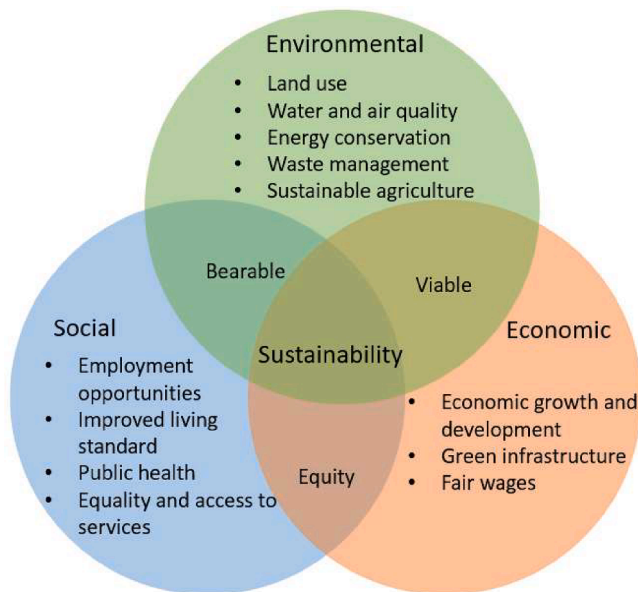 Environmental
• Land use
• Water and air quality
• Energy conservation
• Waste management
• Sustainable agriculture
Bearable
Viable
Social
• Employment
opportunities
• Improved living
standard
• Public health
• Equality and access to
services
Sustainability
Economic
• Economic growth and
development
• Green infrastructure
• Fair wages
Equity